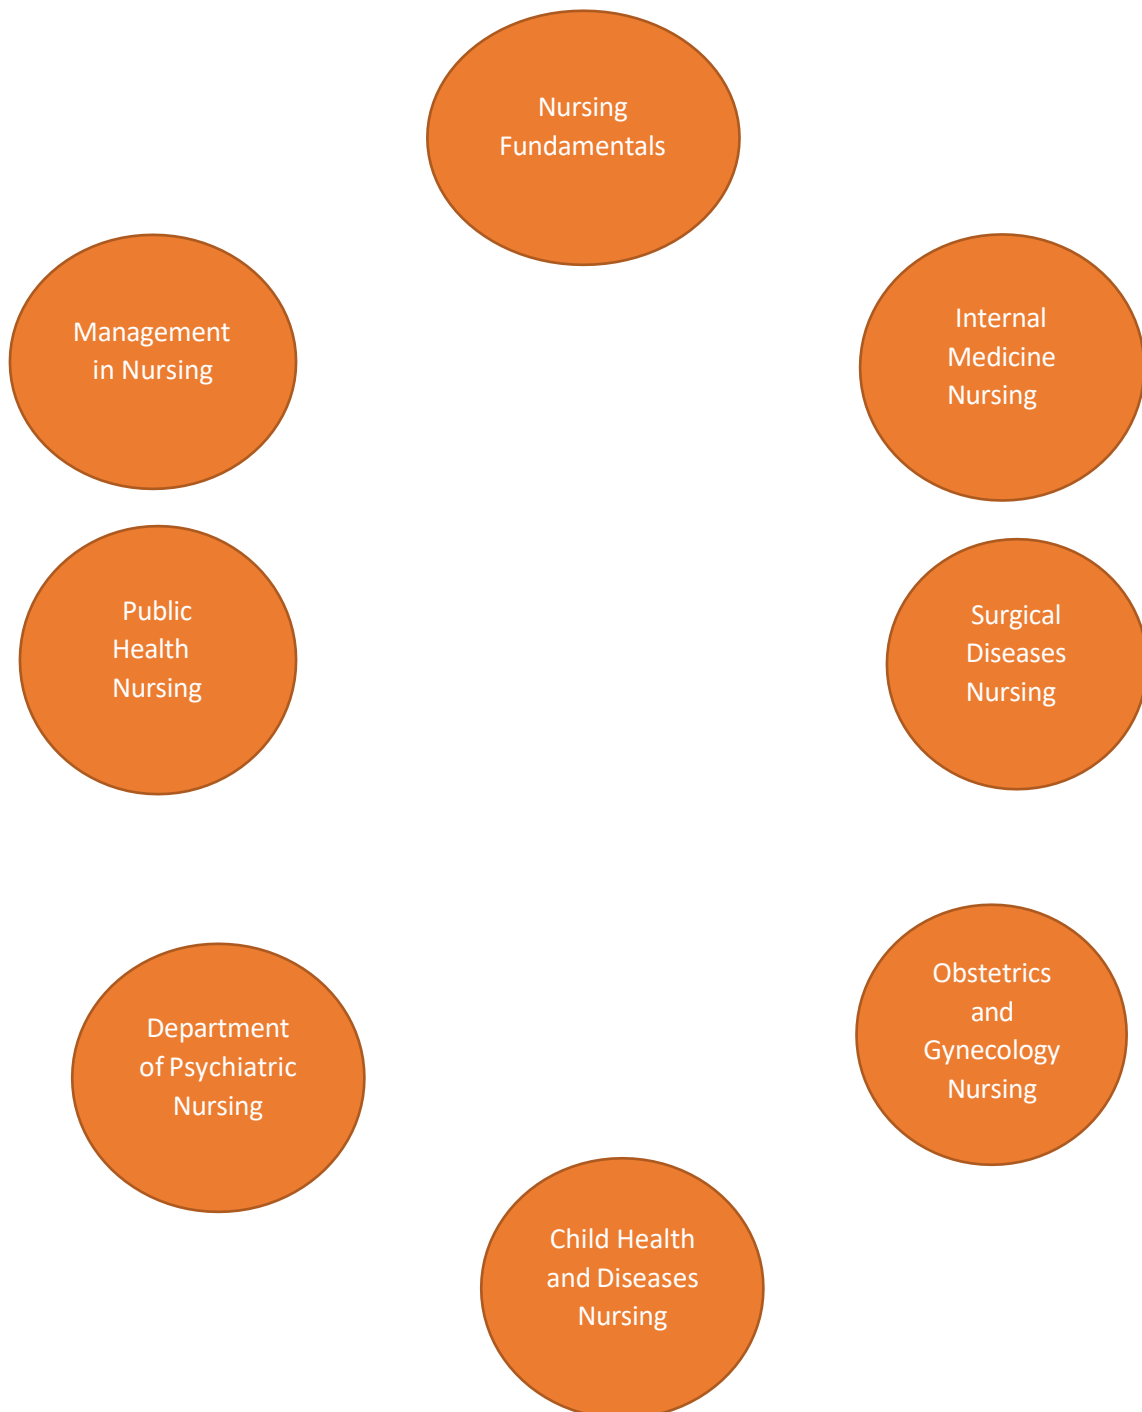 Nursing
Fundamentals
Management
in Nursing
Internal
Medicine
Nursing
Public
Health
Nursing
Surgical
Diseases
Nursing
Department
of Psychiatric
Nursing
Obstetrics
and
Gynecology
Nursing
Child Health
and Diseases
Nursing